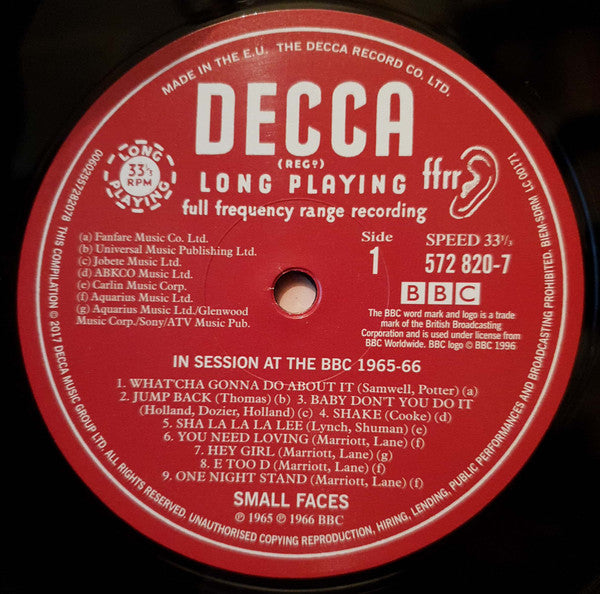 MADE IN THE E.U. THE DECCA RECORD CO. LTD.
DECCA
(REGᴰ)
LONG PLAYING
33⅓
RPM
LONG PLAYING
ffrr
full frequency range recording
(a) Fanfare Music Co. Ltd.
(b) Universal Music Publishing Ltd.
(c) Jobete Music Ltd.
(d) ABKCO Music Ltd.
(e) Carlin Music Corp.
(f) Aquarius Music Ltd.
(g) Aquarius Music Ltd./Glenwood
Music Corp./Sony/ATV Music Pub.
Side
1
SPEED 33⅓
572 820-7
BBC
The BBC word mark and logo is a trade
mark of the British Broadcasting
Corporation and is used under license from
BBC Worldwide. BBC logo © BBC 1996
IN SESSION AT THE BBC 1965-66
1. WHAT'CHA GONNA DO ABOUT IT (Samwell, Potter) (a)
2. JUMP BACK (Thomas) (b) 3. BABY DON'T YOU DO IT
(Holland, Dozier, Holland) (c) 4. SHAKE (Cooke) (d)
5. SHA LA LA LA LEE (Lynch, Shuman) (e)
6. YOU NEED LOVING (Marriott, Lane) (f)
7. HEY GIRL (Marriott, Lane) (g)
8. E TOO D (Marriott, Lane) (f)
9. ONE NIGHT STAND (Marriott, Lane) (f)
SMALL FACES
℗ 1965 ℗ 1966 BBC
00602557282078 THIS COMPILATION ℗ 2017 DECCA MUSIC GROUP LTD. ALL RIGHTS RESERVED. UNAUTHORISED COPYING REPRODUCTION, HIRING, LENDING, PUBLIC PERFORMANCES AND BROADCASTING PROHIBITED. BIEM-SDRM LC 00171